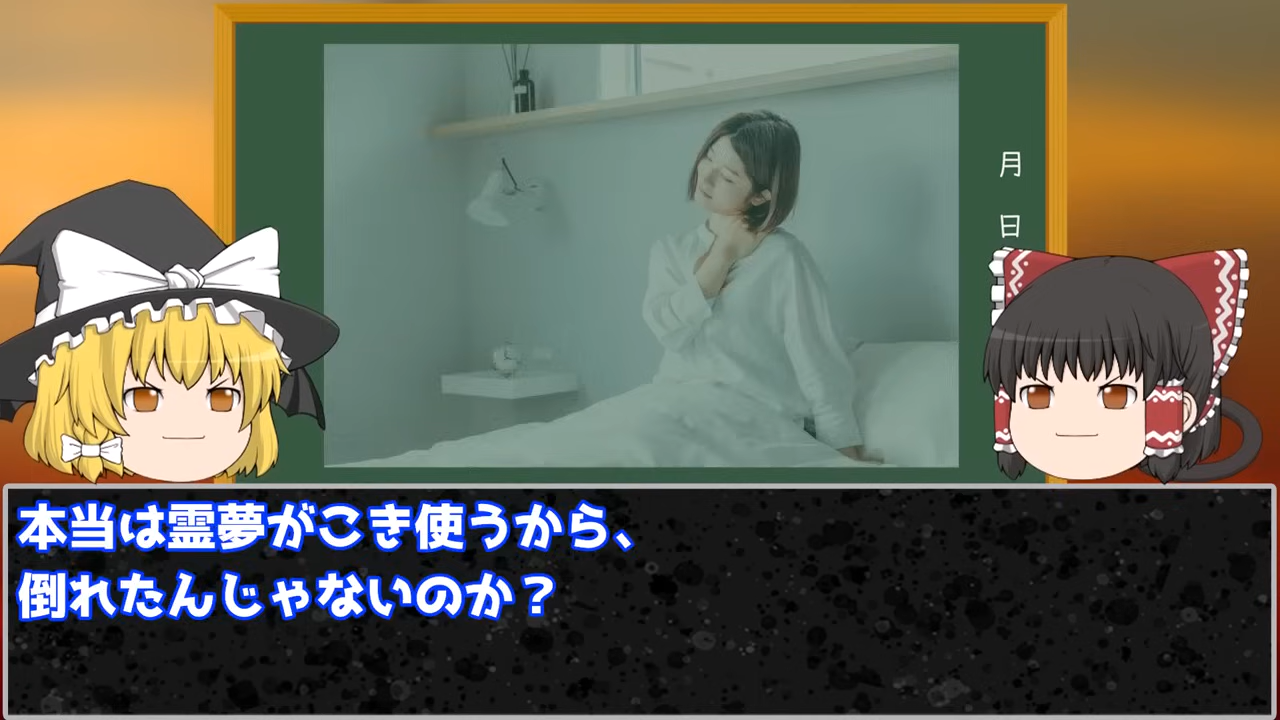 月
日
本当は霊夢がこき使うから、
倒れたんじゃないのか？